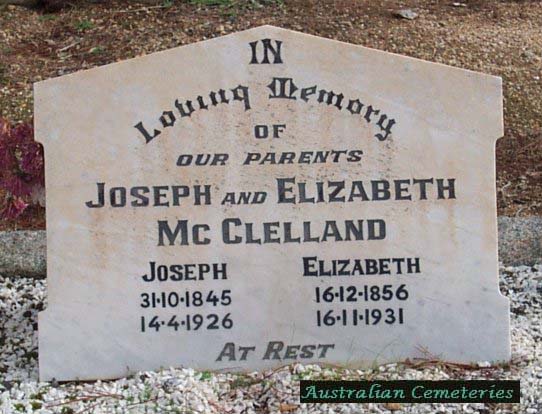 IN
Loving Memory
OF
OUR PARENTS
JOSEPH AND ELIZABETH
MC CLELLAND
JOSEPH ELIZABETH
31·10·1845 16·12·1856
14·4·1926 16·11·1931
AT REST
Australian Cemeteries